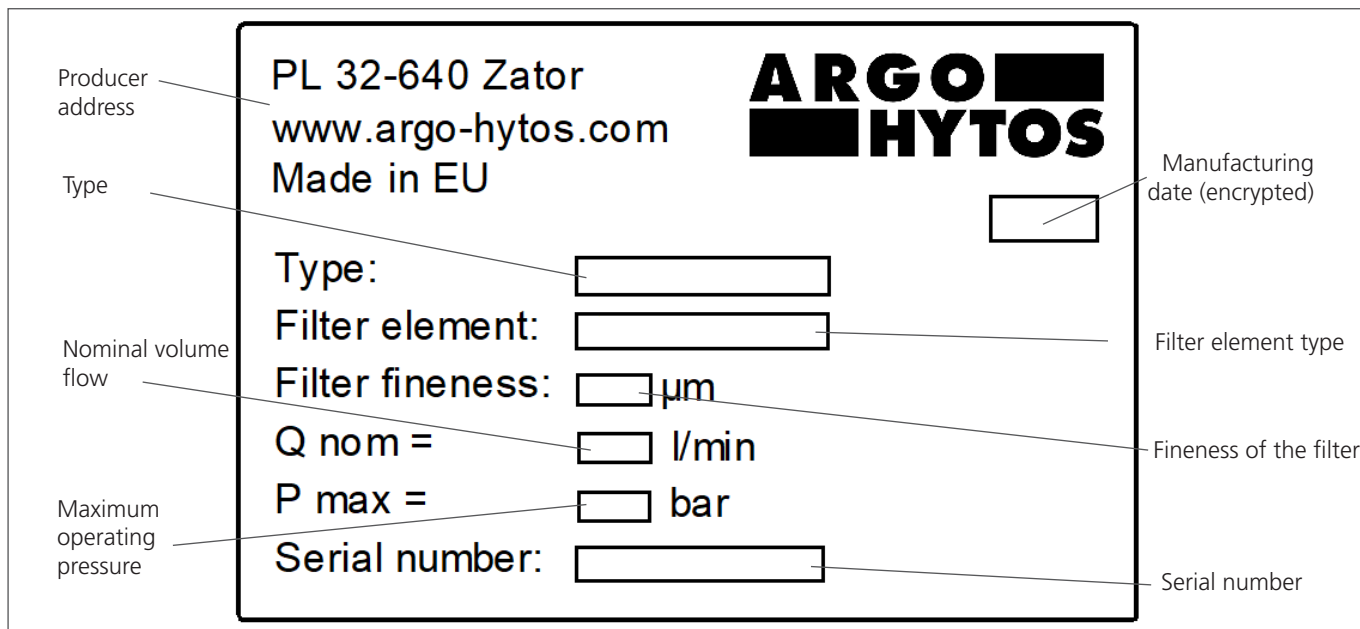 Producer
address
Type
Nominal volume
flow
Maximum
operating
pressure
PL 32-640 Zator
www.argo-hytos.com
Made in EU
ARGO
HYTOS
Type:
Filter element:
Filter fineness: µm
Q nom = l/min
P max = bar
Serial number:
Manufacturing
date (encrypted)
Filter element type
Fineness of the filter
Serial number